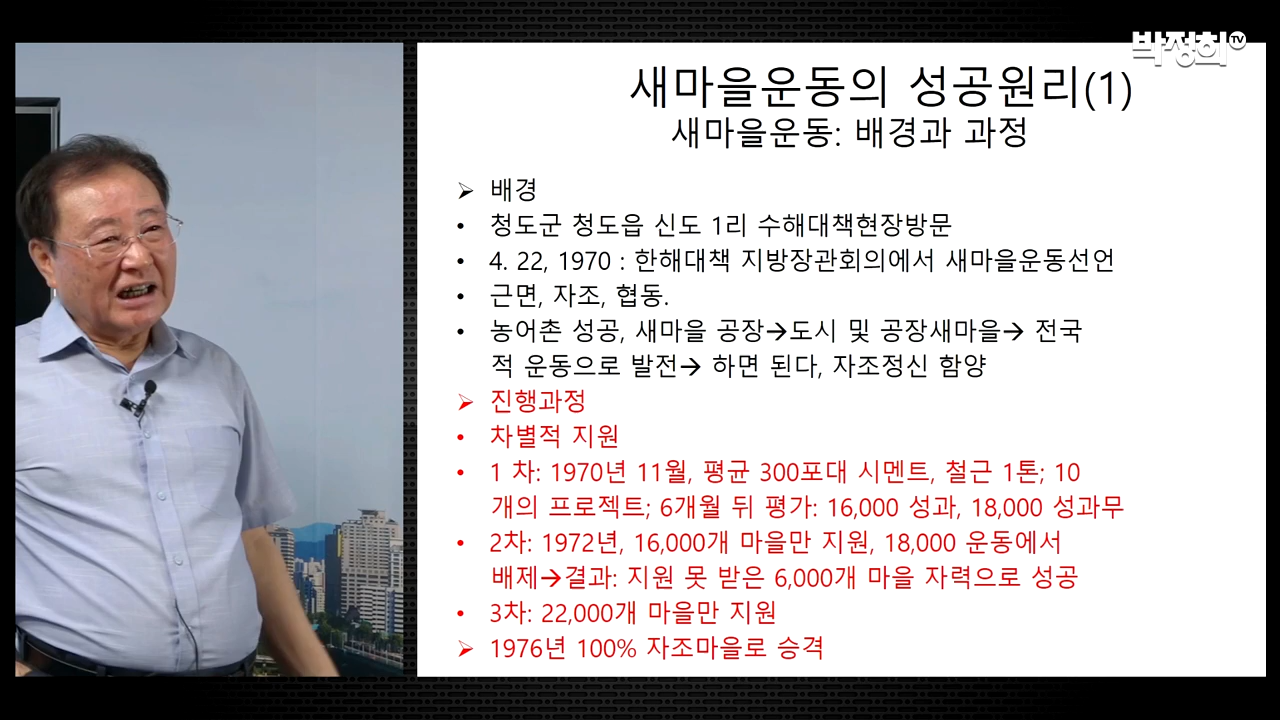 박정희TV
새마을운동의 성공원리(1)
새마을운동: 배경과 과정
➢ 배경
• 청도군 청도읍 신도 1리 수해대책현장방문
• 4. 22, 1970 : 한해대책 지방장관회의에서 새마을운동선언
• 근면, 자조, 협동.
• 농어촌 성공, 새마을 공장→도시 및 공장새마을→ 전국
적 운동으로 발전→ 하면 된다, 자조정신 함양
➢ 진행과정
• 차별적 지원
• 1 차: 1970년 11월, 평균 300포대 시멘트, 철근 1톤; 10
개의 프로젝트; 6개월 뒤 평가: 16,000 성과, 18,000 성과무
• 2차: 1972년, 16,000개 마을만 지원, 18,000 운동에서
배제→결과: 지원 못 받은 6,000개 마을 자력으로 성공
• 3차: 22,000개 마을만 지원
➢ 1976년 100% 자조마을로 승격